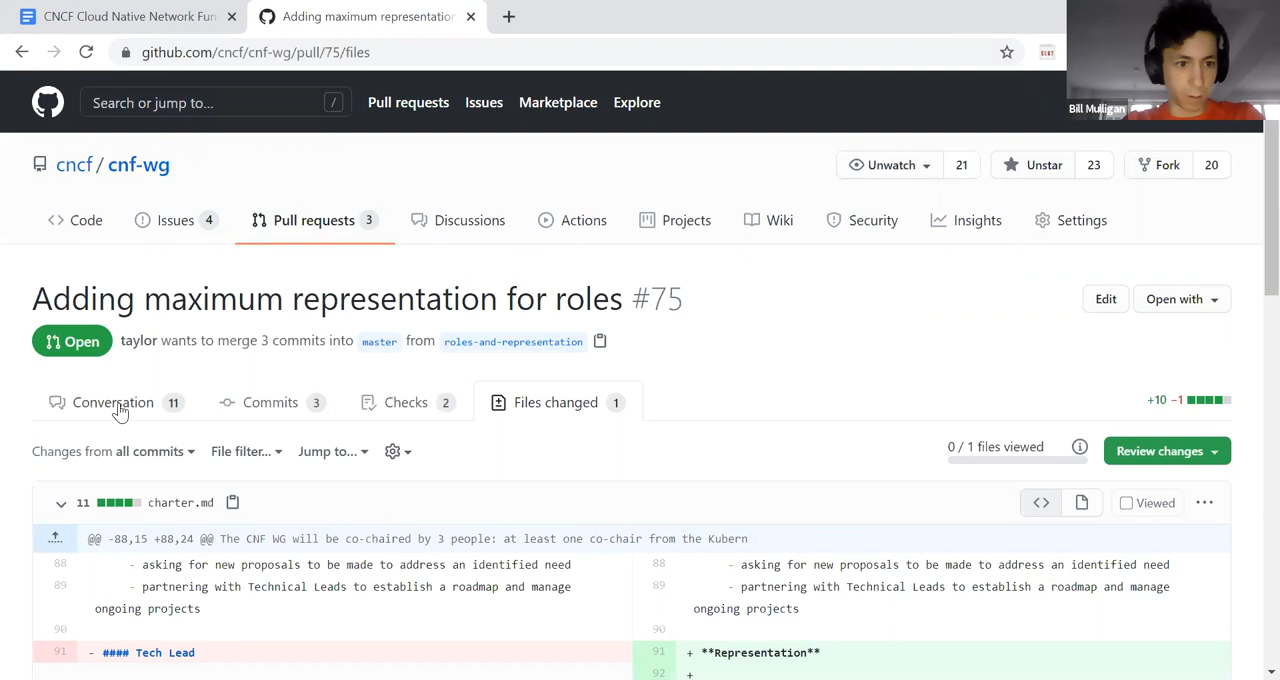 CNCF Cloud Native Network Fun
Adding maximum representation
github.com/cncf/cnf-wg/pull/75/files
CLOT
Bill Mulligan
Search or jump to... /
Pull requests Issues Marketplace Explore
cncf / cnf-wg
Unwatch 21 Unstar 23 Fork 20
Code Issues 4 Pull requests 3 Discussions Actions Projects Wiki Security Insights Settings
Adding maximum representation for roles #75
Edit Open with
Open taylor wants to merge 3 commits into master from roles-and-representation
Conversation 11 Commits 3 Checks 2 Files changed 1
+10 −1
Changes from all commits File filter... Jump to...
0 / 1 files viewed Review changes
11 charter.md Viewed
@@ -88,15 +88,24 @@ The CNF WG will be co-chaired by 3 people: at least one co-chair from the Kubern
88 - asking for new proposals to be made to address an identified need
88 - asking for new proposals to be made to address an identified need
89 - partnering with Technical Leads to establish a roadmap and manage
89 - partnering with Technical Leads to establish a roadmap and manage
ongoing projects
ongoing projects
90
90
91 - #### Tech Lead
91 + **Representation**
92 +